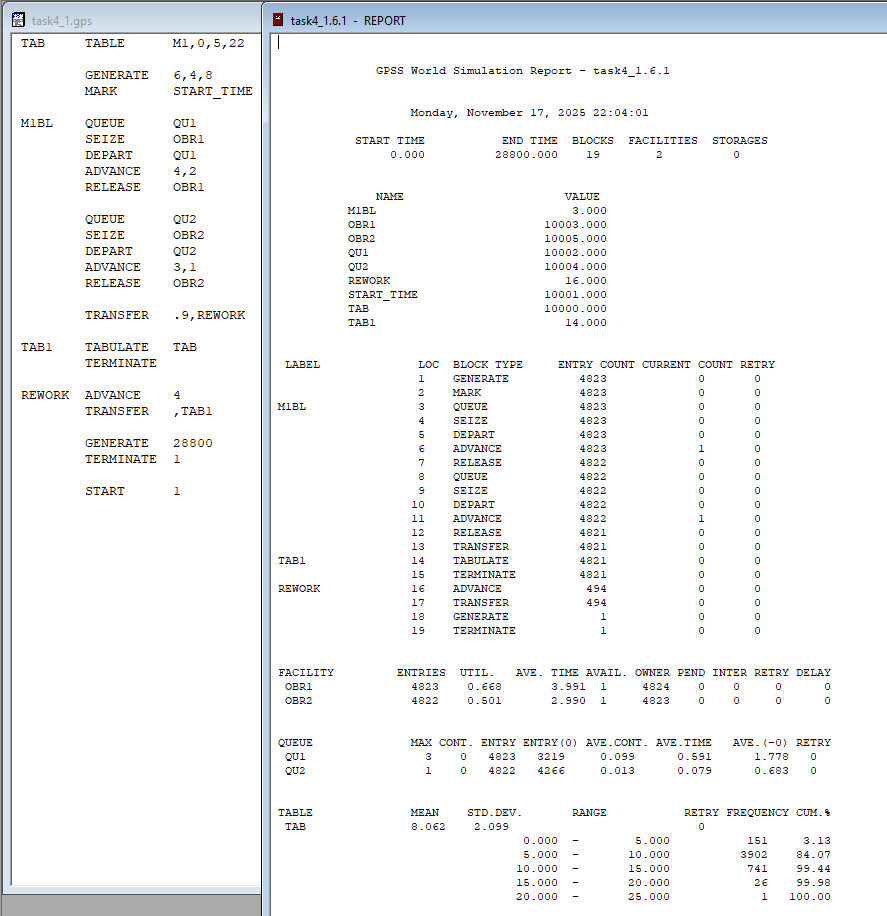 task4_1.gps
TAB TABLE M1,0,5,22
GENERATE 6,4,8
MARK START_TIME
M1BL QUEUE QU1
SEIZE OBR1
DEPART QU1
ADVANCE 4,2
RELEASE OBR1
QUEUE QU2
SEIZE OBR2
DEPART QU2
ADVANCE 3,1
RELEASE OBR2
TRANSFER .9,REWORK
TAB1 TABULATE TAB
TERMINATE
REWORK ADVANCE 4
TRANSFER ,TAB1
GENERATE 28800
TERMINATE 1
START 1
task4_1.6.1 - REPORT
GPSS World Simulation Report - task4_1.6.1
Monday, November 17, 2025 22:04:01
START TIME END TIME BLOCKS FACILITIES STORAGES
0.000 28800.000 19 2 0
NAME VALUE
M1BL 3.000
OBR1 10003.000
OBR2 10005.000
QU1 10002.000
QU2 10004.000
REWORK 16.000
START_TIME 10001.000
TAB 10000.000
TAB1 14.000
LABEL LOC BLOCK TYPE ENTRY COUNT CURRENT COUNT RETRY
1 GENERATE 4823 0 0
2 MARK 4823 0 0
M1BL 3 QUEUE 4823 0 0
4 SEIZE 4823 0 0
5 DEPART 4823 0 0
6 ADVANCE 4823 1 0
7 RELEASE 4822 0 0
8 QUEUE 4822 0 0
9 SEIZE 4822 0 0
10 DEPART 4822 0 0
11 ADVANCE 4822 1 0
12 RELEASE 4821 0 0
13 TRANSFER 4821 0 0
TAB1 14 TABULATE 4821 0 0
15 TERMINATE 4821 0 0
REWORK 16 ADVANCE 494 0 0
17 TRANSFER 494 0 0
18 GENERATE 1 0 0
19 TERMINATE 1 0 0
FACILITY ENTRIES UTIL. AVE. TIME AVAIL. OWNER PEND INTER RETRY DELAY
OBR1 4823 0.668 3.991 1 4824 0 0 0 0
OBR2 4822 0.501 2.990 1 4823 0 0 0 0
QUEUE MAX CONT. ENTRY ENTRY(0) AVE.CONT. AVE.TIME AVE.(-0) RETRY
QU1 3 0 4823 3219 0.099 0.591 1.778 0
QU2 1 0 4822 4266 0.013 0.079 0.683 0
TABLE MEAN STD.DEV. RANGE RETRY FREQUENCY CUM.%
TAB 8.062 2.099 0
0.000 - 5.000 151 3.13
5.000 - 10.000 3902 84.07
10.000 - 15.000 741 99.44
15.000 - 20.000 26 99.98
20.000 - 25.000 1 100.00